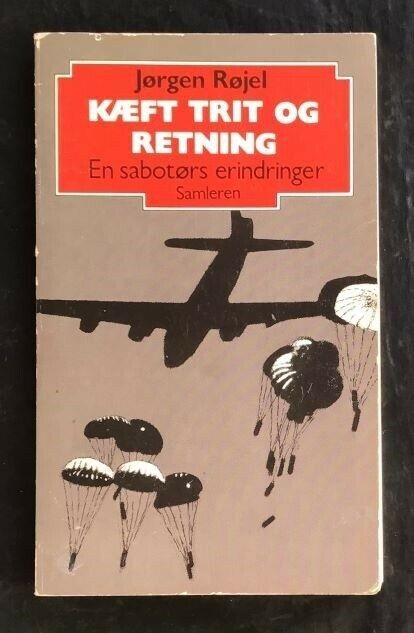 Jørgen Røjel
KÆFT TRIT OG
RETNING
En sabotørs erindringer
Samleren